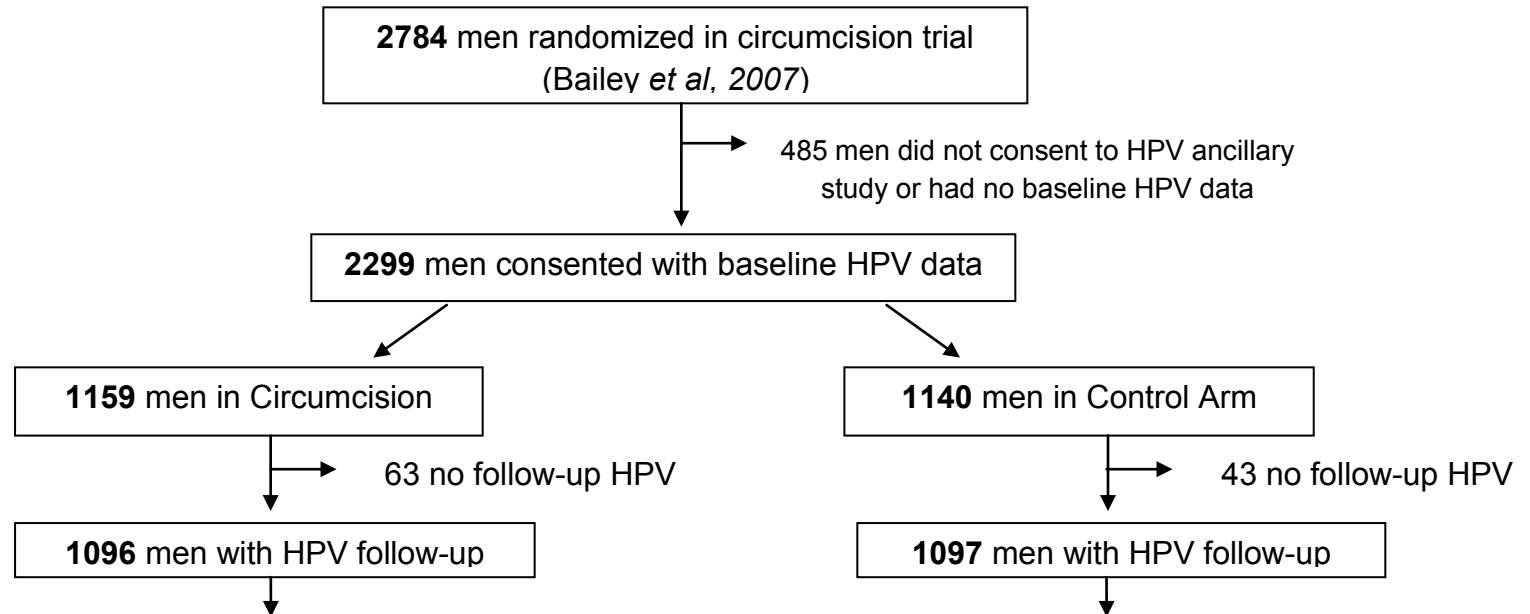 2784 men randomized in circumcision trial
(Bailey et al, 2007)
485 men did not consent to HPV ancillary
study or had no baseline HPV data
2299 men consented with baseline HPV data
1159 men in Circumcision
1140 men in Control Arm
63 no follow-up HPV
43 no follow-up HPV
1096 men with HPV follow-up
1097 men with HPV follow-up